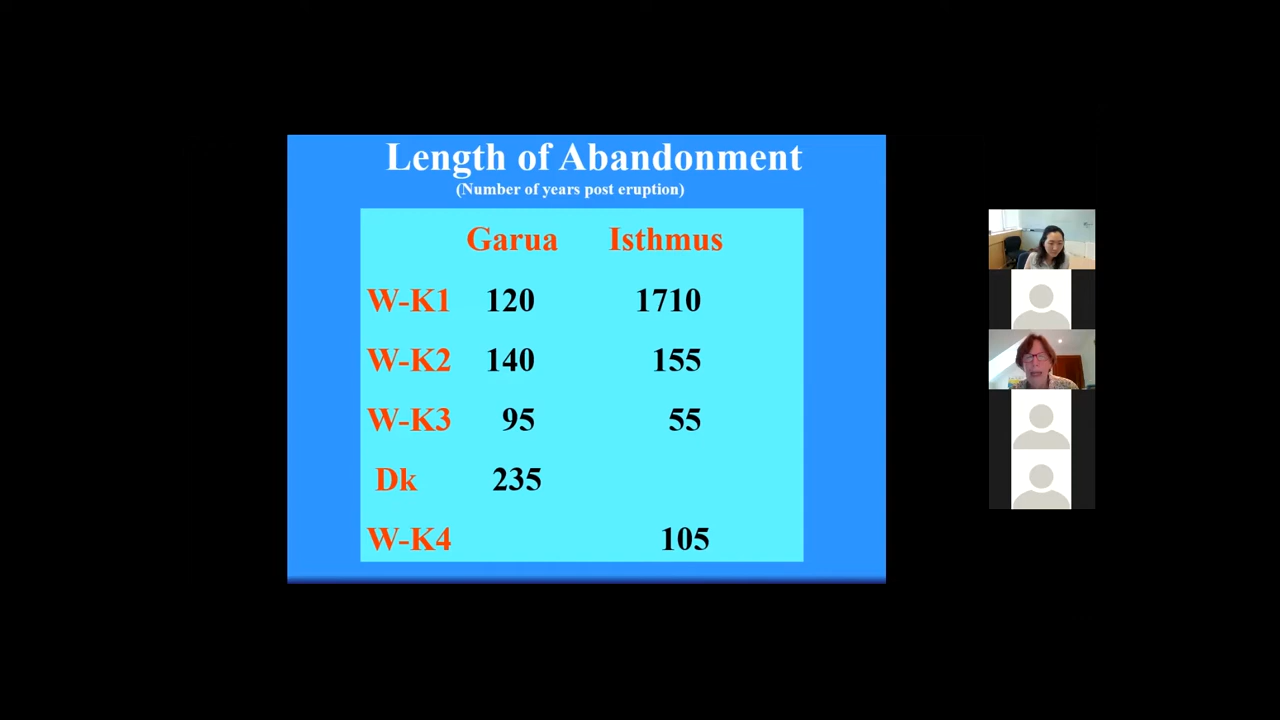 Length of Abandonment
(Number of years post eruption)
Garua Isthmus
W-K1 120 1710
W-K2 140 155
W-K3 95 55
Dk 235
W-K4 105